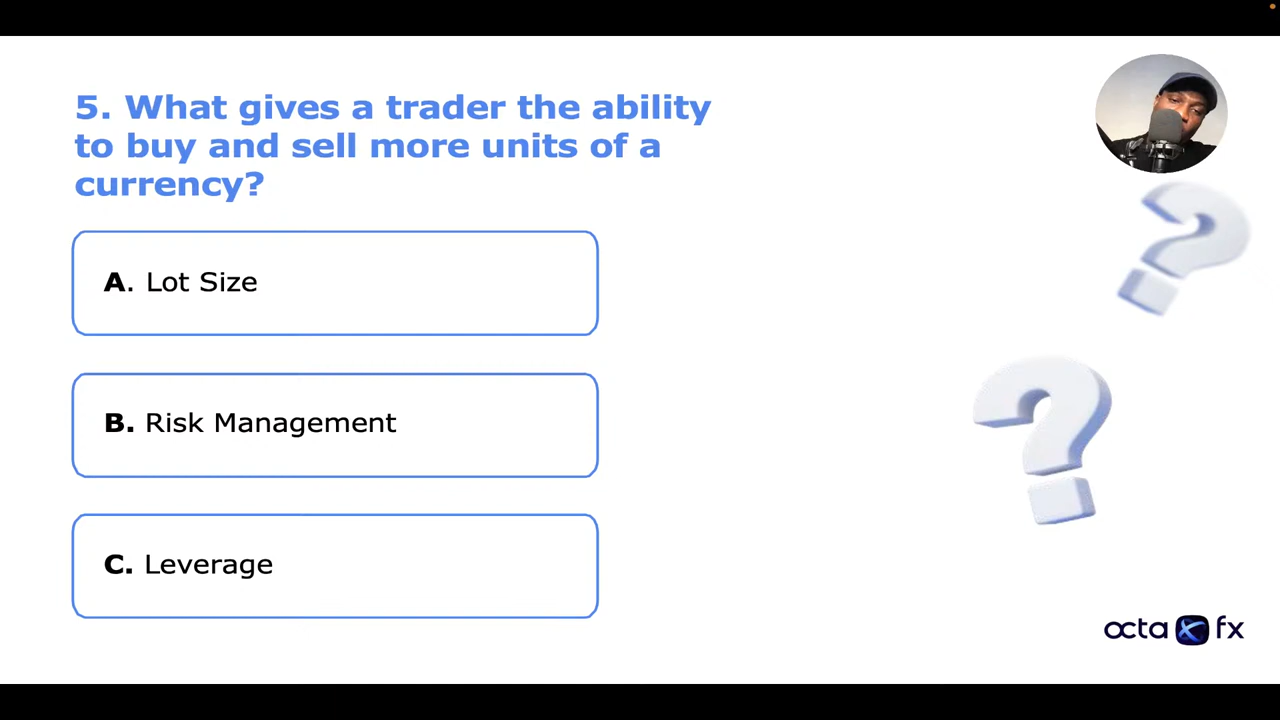 5. What gives a trader the ability
to buy and sell more units of a
currency?
A. Lot Size
B. Risk Management
C. Leverage
octa fx